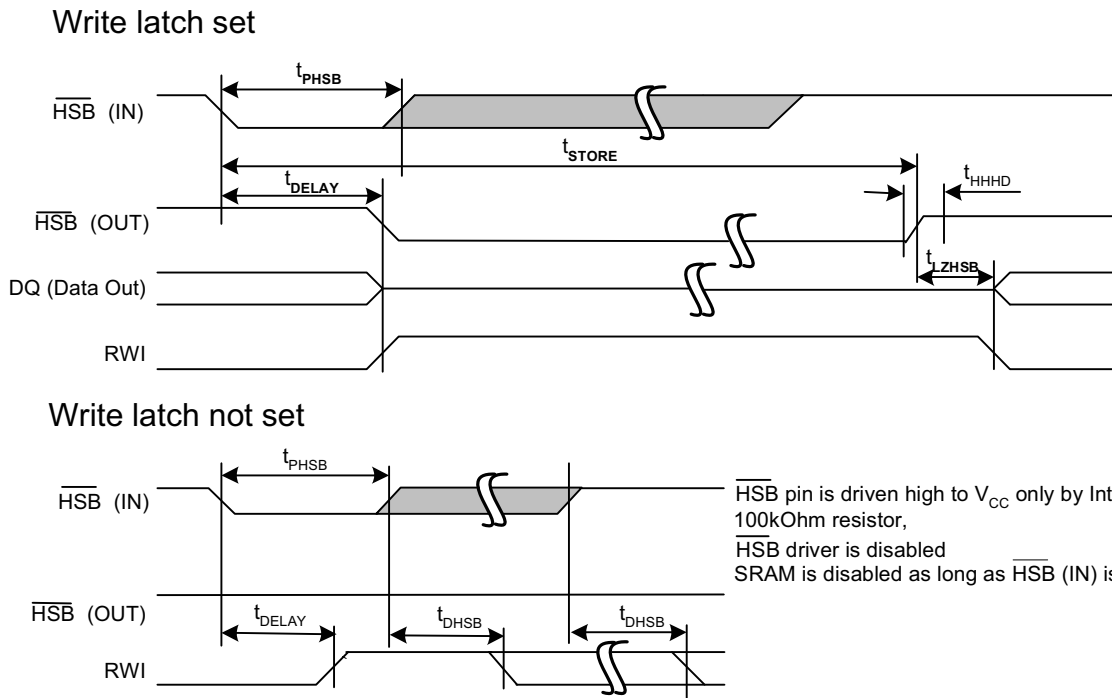 Write latch set
tPHSB
HSB (IN)
tSTORE
tDELAY
tHHHD
HSB (OUT)
tLZHSB
DQ (Data Out)
RWI
Write latch not set
tPHSB
HSB (IN)
HSB pin is driven high to VCC only by Int
100kOhm resistor,
HSB driver is disabled
SRAM is disabled as long as HSB (IN) is
HSB (OUT)
tDELAY
tDHSB
tDHSB
RWI